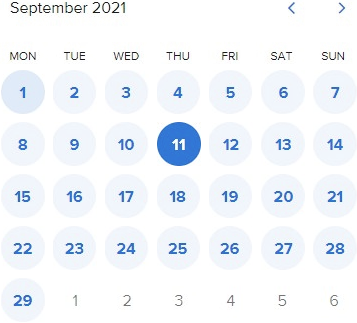 September 2021
MON TUE WED THU FRI SAT SUN
1 2 3 4 5 6 7
8 9 10 11 12 13 14
15 16 17 18 19 20 21
22 23 24 25 26 27 28
29 1 2 3 4 5 6